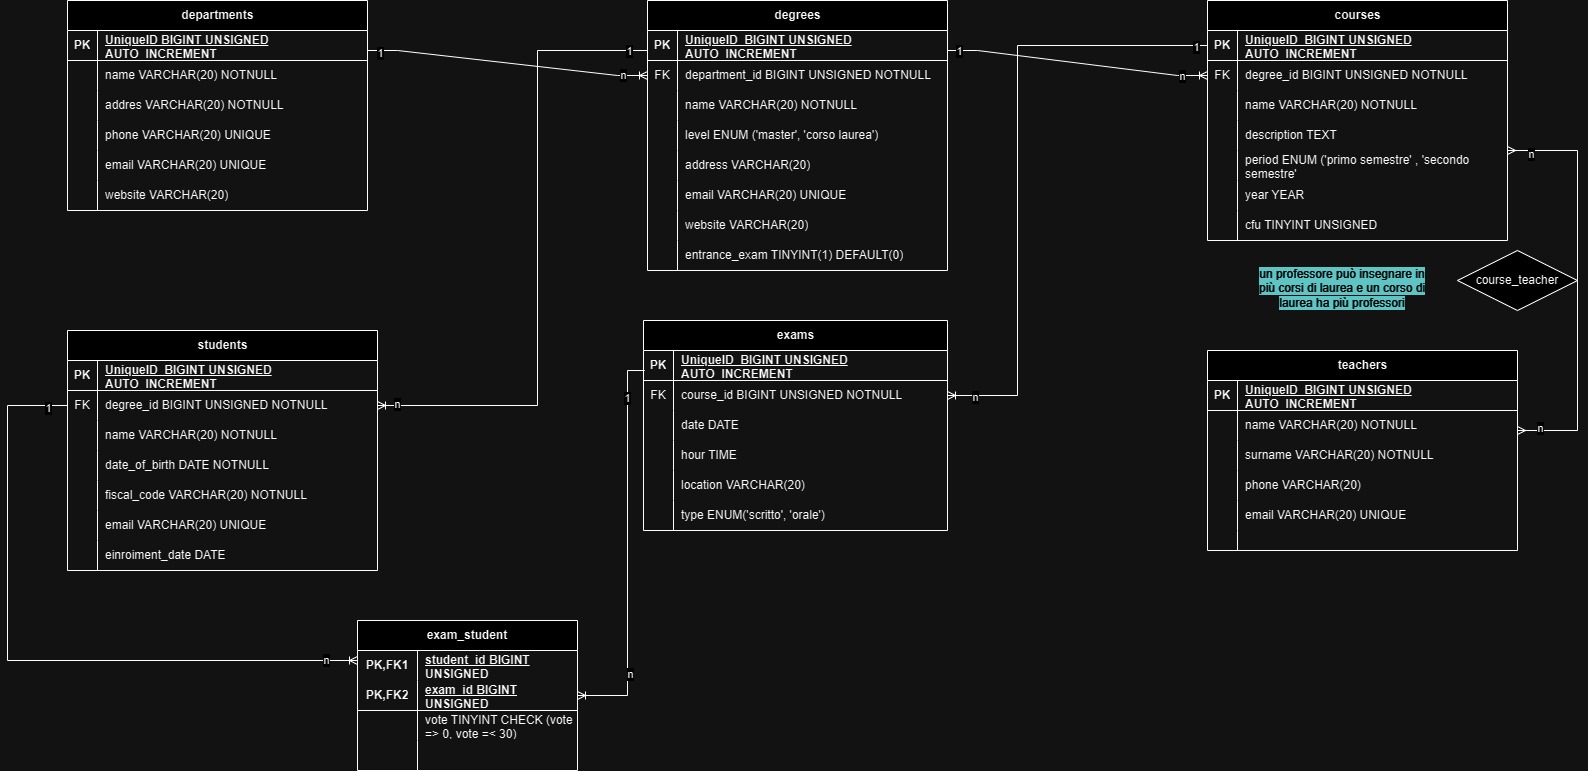 departments
PK
UniqueID BIGINT UNSIGNED
AUTO_INCREMENT
name VARCHAR(20) NOTNULL
addres VARCHAR(20) NOTNULL
phone VARCHAR(20) UNIQUE
email VARCHAR(20) UNIQUE
website VARCHAR(20)
1
n
degrees
1
PK
UniqueID BIGINT UNSIGNED
AUTO_INCREMENT
FK
department_id BIGINT UNSIGNED NOTNULL
name VARCHAR(20) NOTNULL
level ENUM ('master', 'corso laurea')
address VARCHAR(20)
email VARCHAR(20) UNIQUE
website VARCHAR(20)
entrance_exam TINYINT(1) DEFAULT(0)
1
n
courses
1
PK
UniqueID BIGINT UNSIGNED
AUTO_INCREMENT
FK
degree_id BIGINT UNSIGNED NOTNULL
name VARCHAR(20) NOTNULL
description TEXT
period ENUM ('primo semestre' , 'secondo
semestre'
year YEAR
cfu TINYINT UNSIGNED
n
un professore può insegnare in
più corsi di laurea e un corso di
laurea ha più professori
course_teacher
students
PK
UniqueID BIGINT UNSIGNED
AUTO_INCREMENT
1
FK
degree_id BIGINT UNSIGNED NOTNULL
n
name VARCHAR(20) NOTNULL
date_of_birth DATE NOTNULL
fiscal_code VARCHAR(20) NOTNULL
email VARCHAR(20) UNIQUE
einroiment_date DATE
exams
PK
UniqueID BIGINT UNSIGNED
AUTO_INCREMENT
1
FK
course_id BIGINT UNSIGNED NOTNULL
n
date DATE
hour TIME
location VARCHAR(20)
type ENUM('scritto', 'orale')
teachers
PK
UniqueID BIGINT UNSIGNED
AUTO_INCREMENT
name VARCHAR(20) NOTNULL
n
surname VARCHAR(20) NOTNULL
phone VARCHAR(20)
email VARCHAR(20) UNIQUE
exam_student
n
PK,FK1
student_id BIGINT
UNSIGNED
PK,FK2
exam_id BIGINT
UNSIGNED
n
vote TINYINT CHECK (vote
=> 0, vote =< 30)